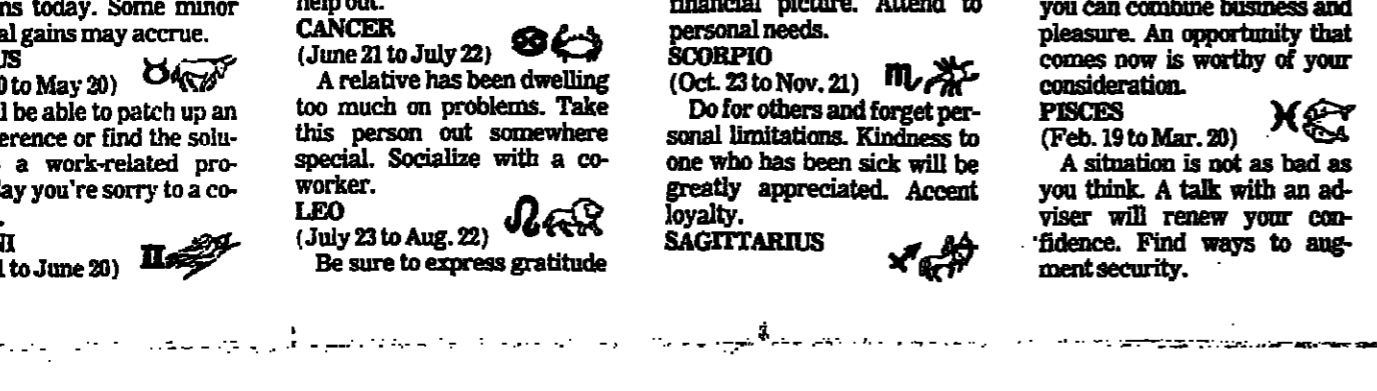 ns today. Some minor
al gains may accrue.
US
0 to May 20)
l be able to patch up an
erence or find the solu-
a work-related pro-
ay you're sorry to a co-
.
NI
1 to June 20)
help out.
CANCER
(June 21 to July 22)
A relative has been dwelling
too much on problems. Take
this person out somewhere
special. Socialize with a co-
worker.
LEO
(July 23 to Aug. 22)
Be sure to express gratitude
financial picture. Attend to
personal needs.
SCORPIO
(Oct. 23 to Nov. 21)
Do for others and forget per-
sonal limitations. Kindness to
one who has been sick will be
greatly appreciated. Accent
loyalty.
SAGITTARIUS
you can combine business and
pleasure. An opportunity that
comes now is worthy of your
consideration.
PISCES
(Feb. 19 to Mar. 20)
A situation is not as bad as
you think. A talk with an ad-
viser will renew your con-
fidence. Find ways to aug-
ment security.